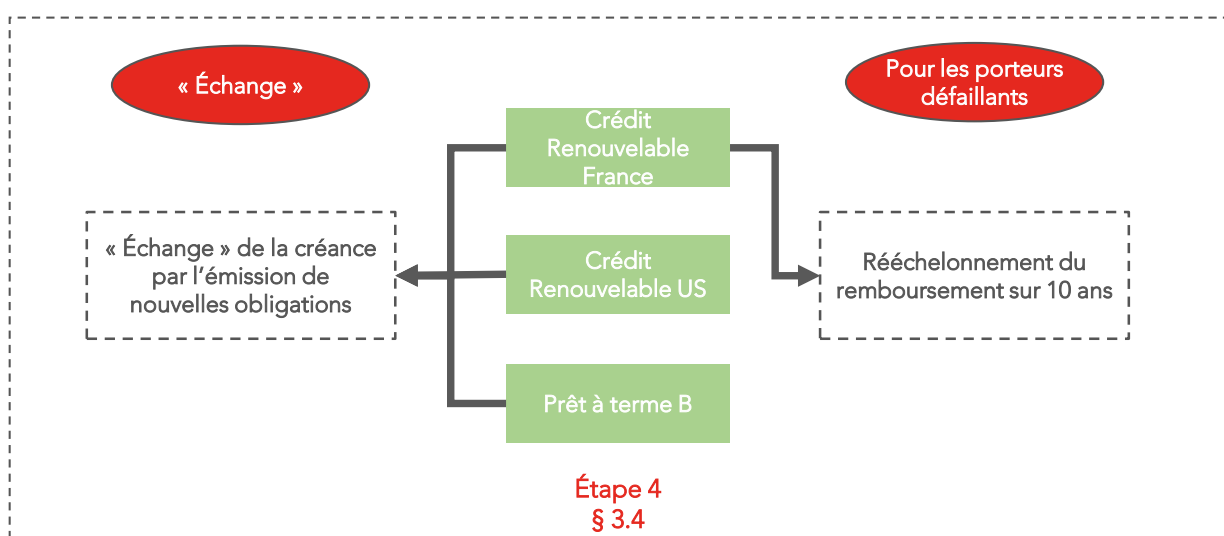 « Échange »
Pour les porteurs
défaillants
Crédit
Renouvelable
France
« Échange » de la créance
par l'émission de
nouvelles obligations
Crédit
Renouvelable US
Rééchelonnement du
remboursement sur 10 ans
Prêt à terme B
Étape 4
§ 3.4